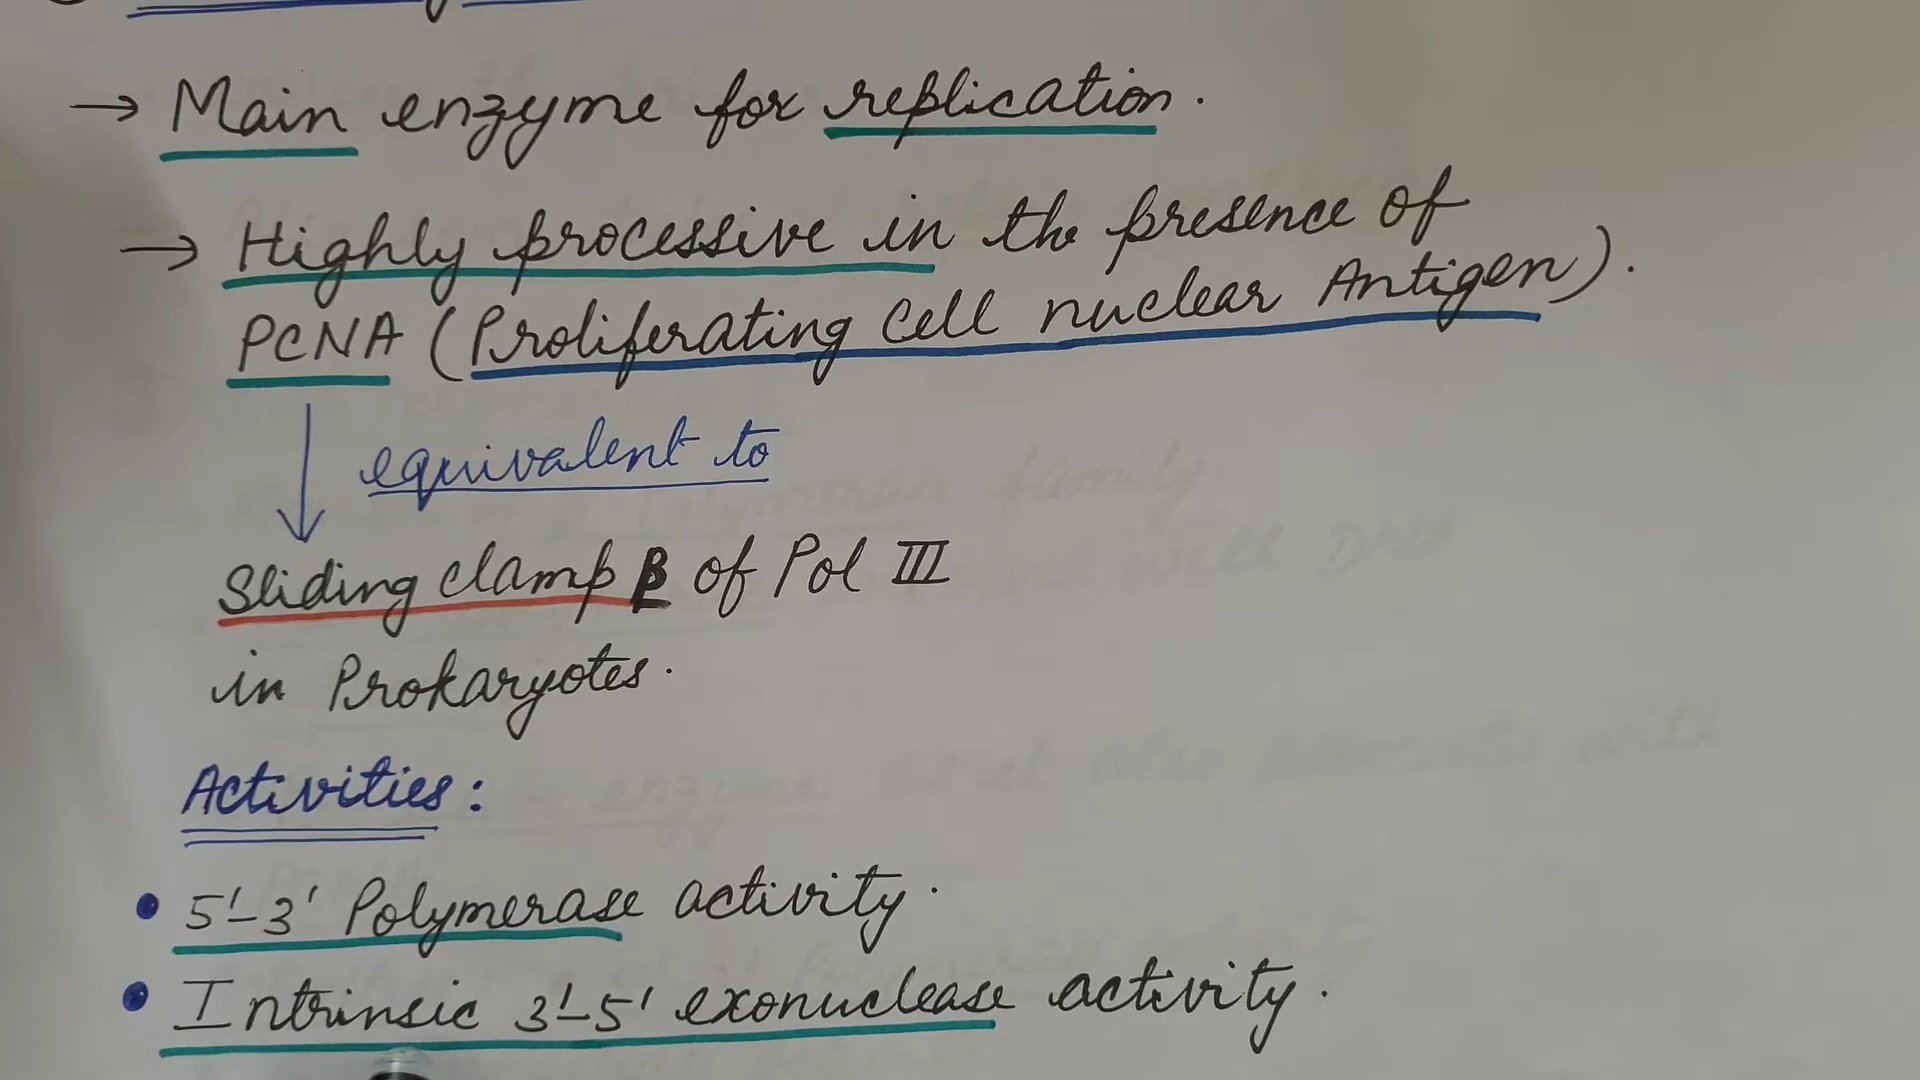 → Main enzyme for replication.
→ Highly processive in the presence of
PCNA (Proliferating Cell nuclear Antigen).
↓ equivalent to
Sliding clamp β of Pol III
in Prokaryotes.
Activities:
• 5'-3' Polymerase activity.
• Intrinsic 3'-5' exonuclease activity.